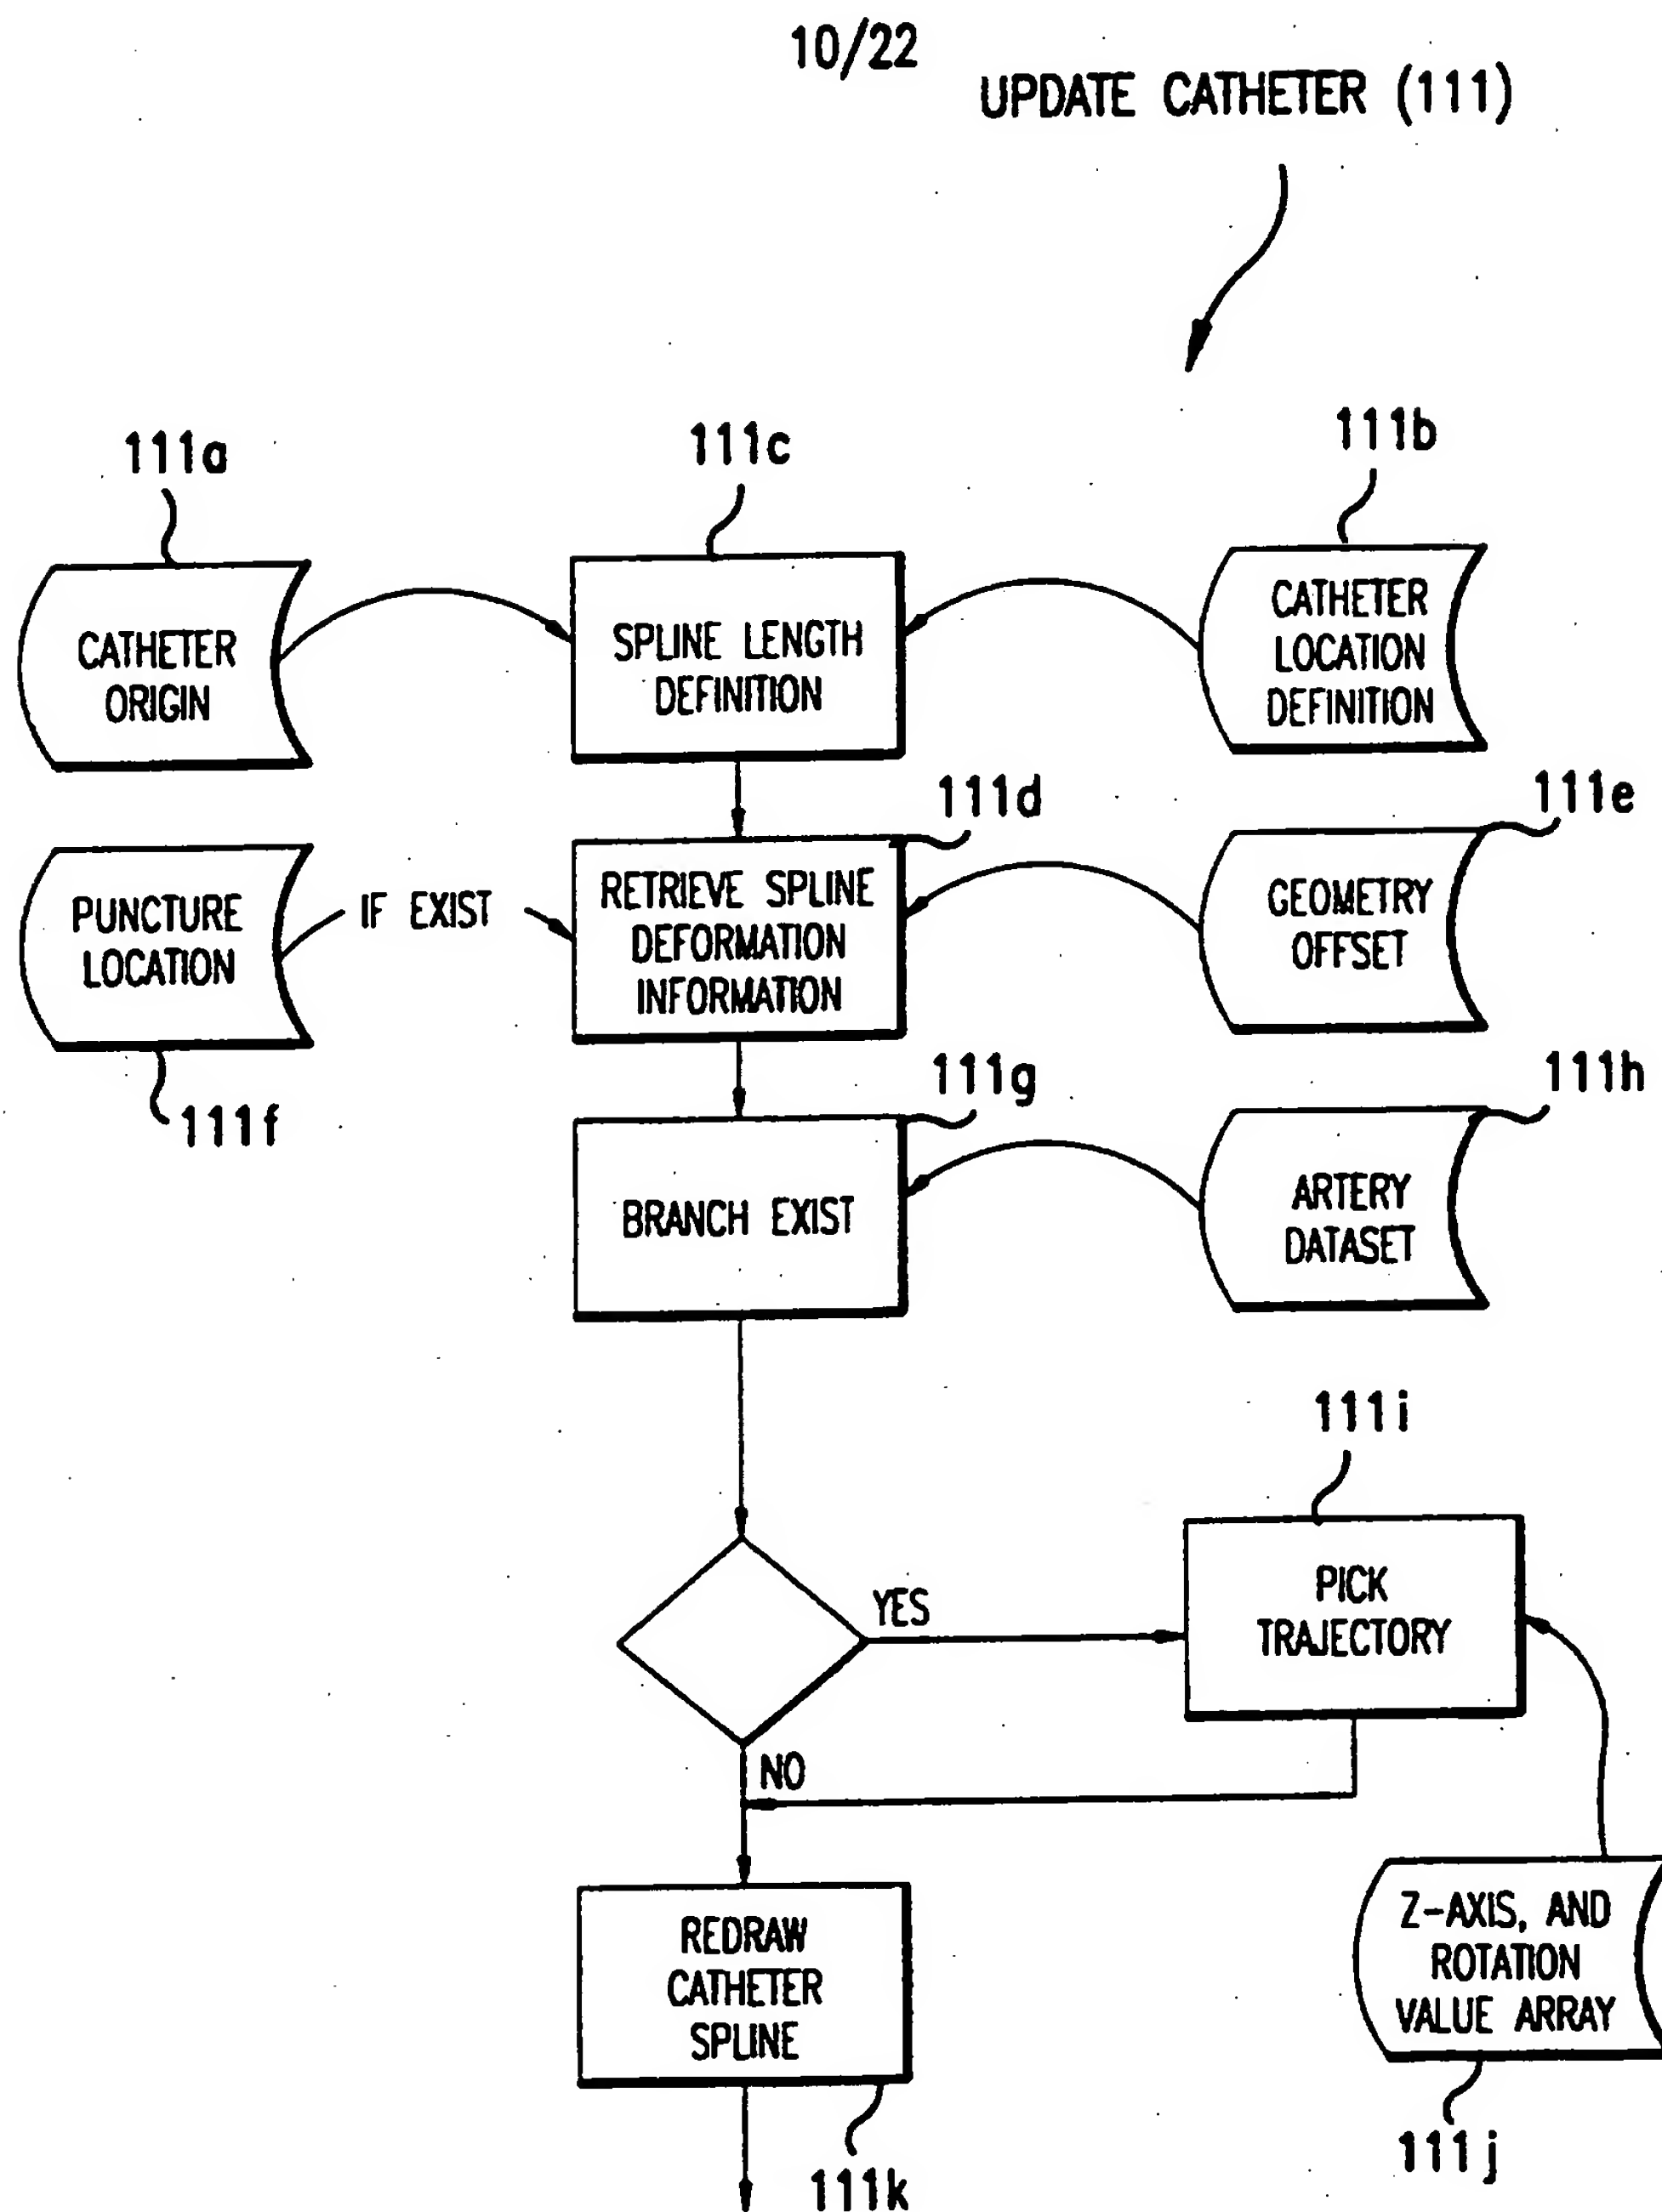 10/22
UPDATE CATHETER (111)
111a
111c
111b
CATHETER
ORIGIN
SPLINE LENGTH
DEFINITION
CATHETER
LOCATION
DEFINITION
111d
111e
PUNCTURE
LOCATION
IF EXIST
RETRIEVE SPLINE
DEFORMATION
INFORMATION
GEOMETRY
OFFSET
111f
111g
111h
BRANCH EXIST
ARTERY
DATASET
111i
YES
PICK
TRAJECTORY
NO
REDRAW
CATHETER
SPLINE
Z-AXIS, AND
ROTATION
VALUE ARRAY
111k
111j